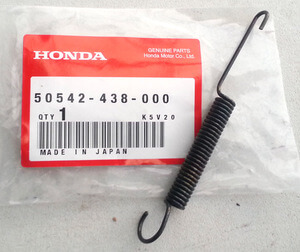 HONDA
GENUINE PARTS
Honda Motor Co., Ltd.
50542-438-000
QTY 1 K5V20
MADE IN JAPAN